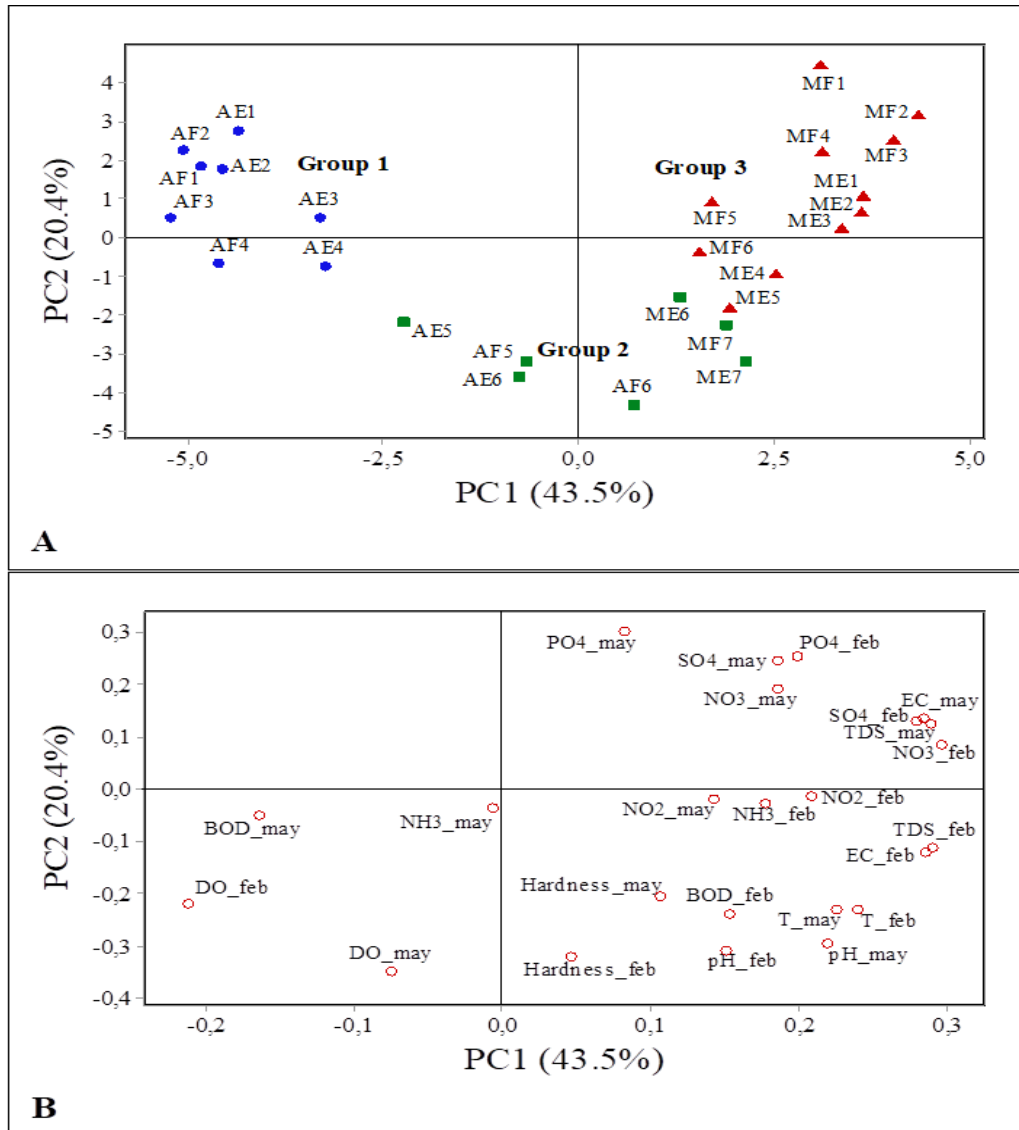 4
3
2
1
0
-1
-2
-3
-4
-5
PC2 (20.4%)
MF1
MF2
AE1
AF2
MF4
MF3
AF1
AE2
Group 1
Group 3
ME1
AF3
AE3
ME2
MF5
ME3
AF4
AE4
MF6
ME4
ME5
ME6
AE5
MF7
AF5
Group 2
AE6
AF6
ME7
-5,0
-2,5
0,0
2,5
5,0
PC1 (43.5%)
A
0,3
0,2
0,1
0,0
-0,1
-0,2
-0,3
-0,4
PC2 (20.4%)
PO4_may
PO4_feb
SO4_may
NO3_may
EC_may
SO4_feb
TDS_may
NO3_feb
NO2_may
NO2_feb
NH3_may
NH3_feb
BOD_may
TDS_feb
EC_feb
DO_feb
Hardness_may
BOD_feb
T_may
T_feb
DO_may
Hardness_feb
pH_feb
pH_may
-0,2
-0,1
0,0
0,1
0,2
0,3
PC1 (43.5%)
B